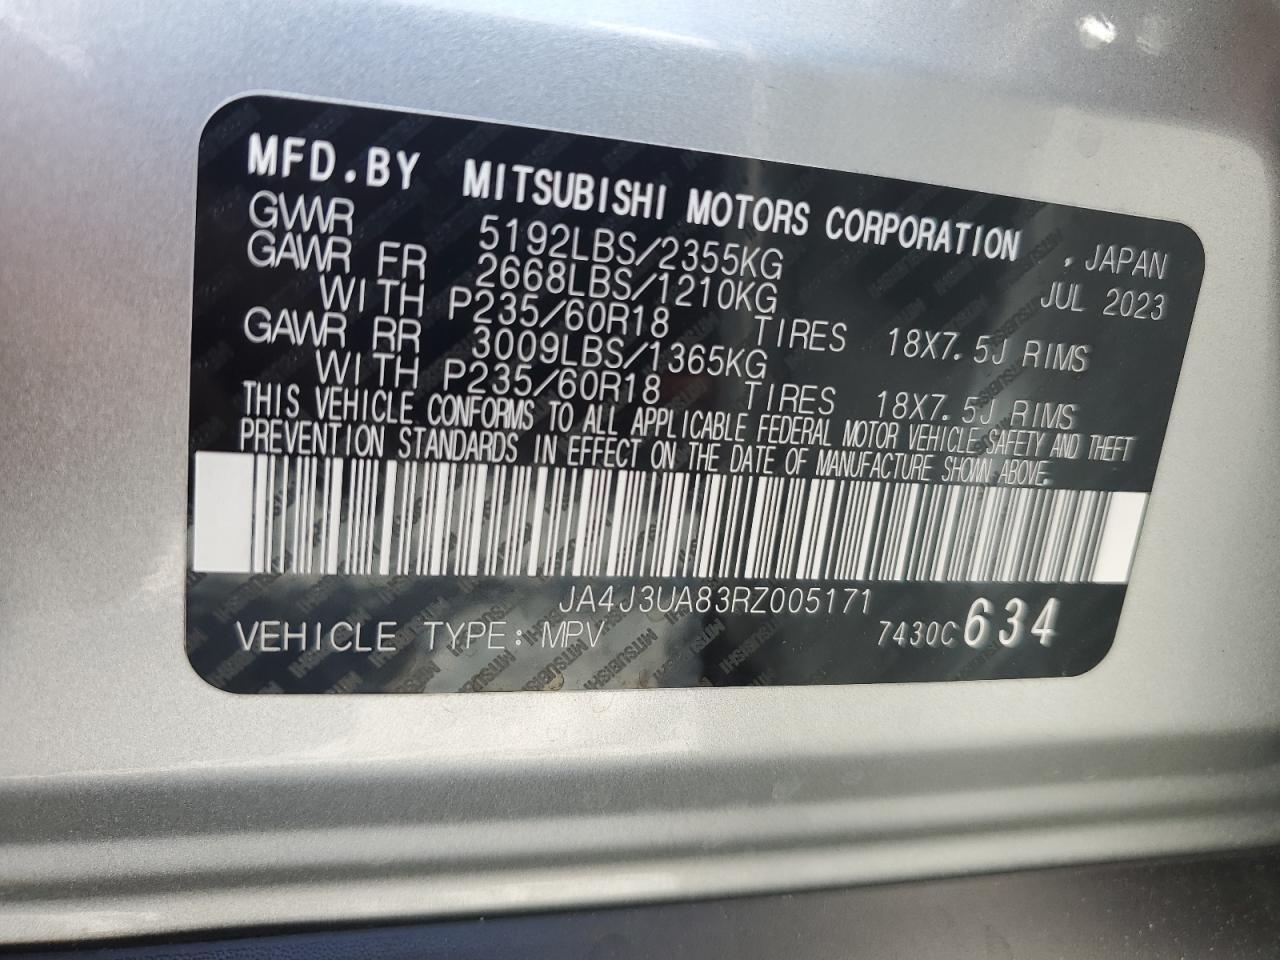 MFD.BY MITSUBISHI MOTORS CORPORATION , JAPAN
GVWR 5192LBS/2355KG JUL 2023
GAWR FR 2668LBS/1210KG
WITH P235/60R18 TIRES 18X7.5J RIMS
GAWR RR 3009LBS/1365KG
WITH P235/60R18 TIRES 18X7.5J RIMS
THIS VEHICLE CONFORMS TO ALL APPLICABLE FEDERAL MOTOR VEHICLE SAFETY AND THEFT
PREVENTION STANDARDS IN EFFECT ON THE DATE OF MANUFACTURE SHOWN ABOVE.
JA4J3UA83RZ005171
VEHICLE TYPE: MPV 7430C 634